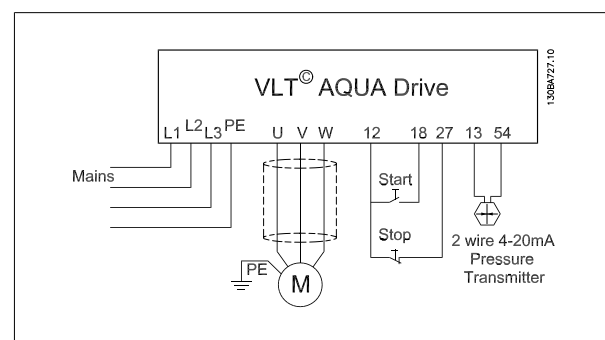 VLT© AQUA Drive
130BA727.10
L1 L2 L3 PE U V W 12 18 27 13 54
Mains
Start
Stop
2 wire 4-20mA
Pressure
Transmitter
PE
M